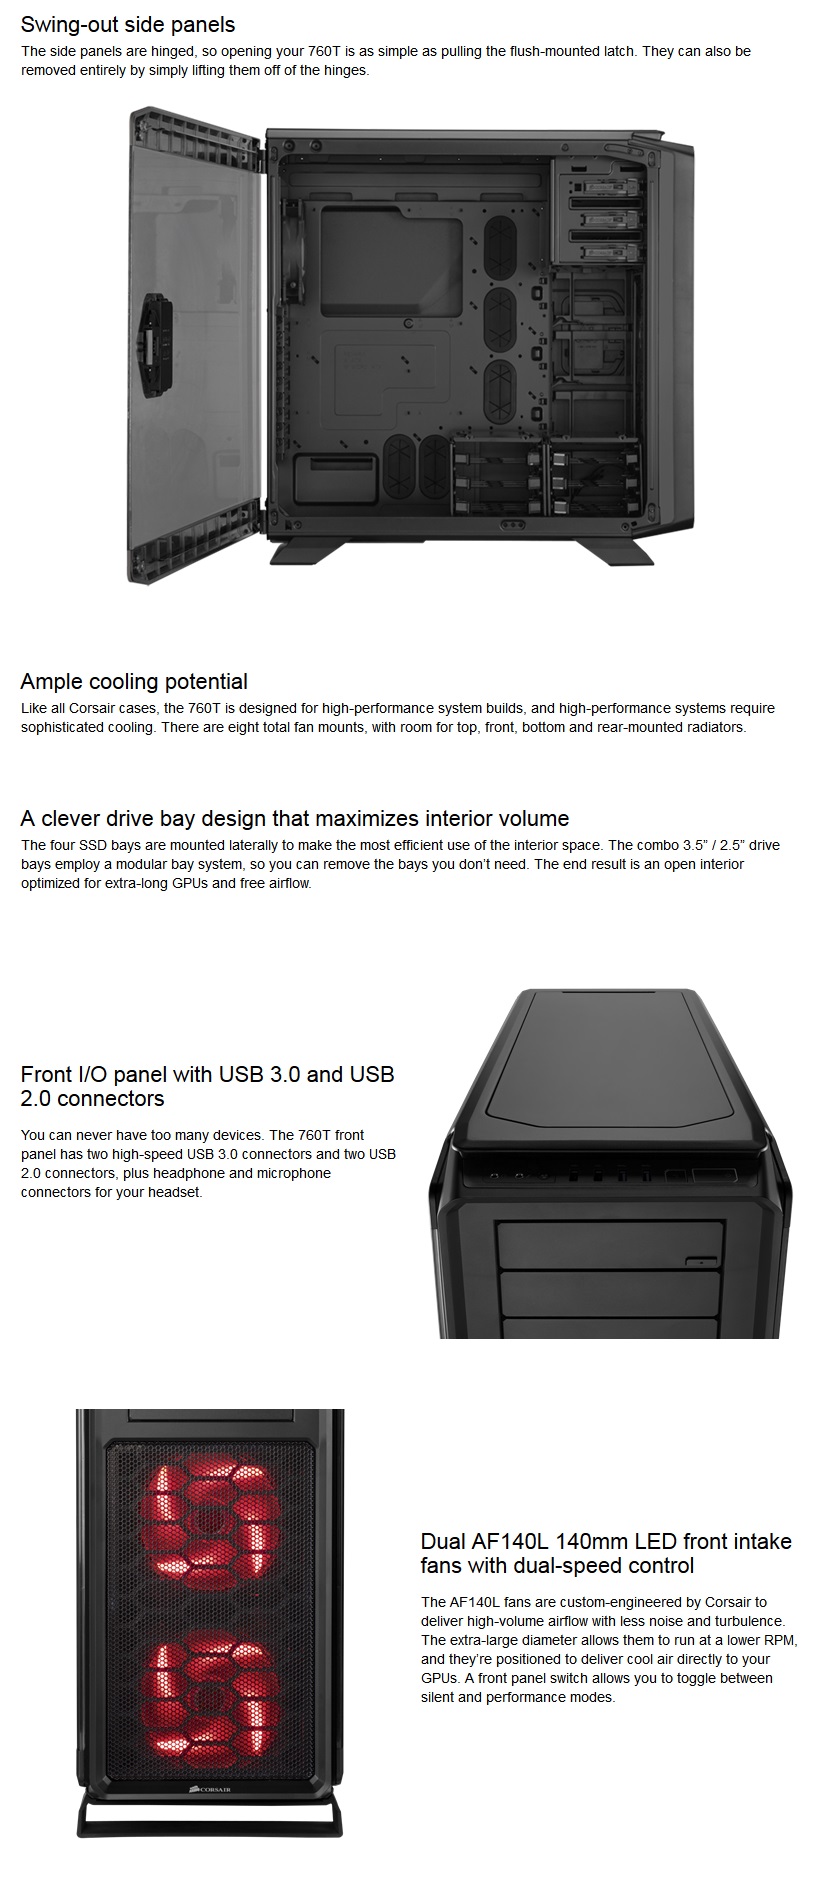 Swing-out side panels
The side panels are hinged, so opening your 760T is as simple as pulling the flush-mounted latch. They can also be
removed entirely by simply lifting them off of the hinges.
Ample cooling potential
Like all Corsair cases, the 760T is designed for high-performance system builds, and high-performance systems require
sophisticated cooling. There are eight total fan mounts, with room for top, front, bottom and rear-mounted radiators.
A clever drive bay design that maximizes interior volume
The four SSD bays are mounted laterally to make the most efficient use of the interior space. The combo 3.5” / 2.5” drive
bays employ a modular bay system, so you can remove the bays you don’t need. The end result is an open interior
optimized for extra-long GPUs and free airflow.
Front I/O panel with USB 3.0 and USB
2.0 connectors
You can never have too many devices. The 760T front
panel has two high-speed USB 3.0 connectors and two USB
2.0 connectors, plus headphone and microphone
connectors for your headset.
Dual AF140L 140mm LED front intake
fans with dual-speed control
The AF140L fans are custom-engineered by Corsair to
deliver high-volume airflow with less noise and turbulence.
The extra-large diameter allows them to run at a lower RPM,
and they’re positioned to deliver cool air directly to your
GPUs. A front panel switch allows you to toggle between
silent and performance modes.
CORSAIR